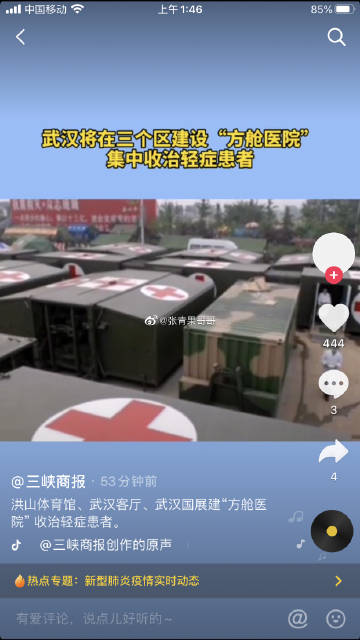 中国移动
上午1:46
85%
武汉将在三个区建设“方舱医院”
集中收治轻症患者
@张肯果哥哥
444
3
4
@三峡商报 · 53分钟前
洪山体育馆、武汉客厅、武汉国展建“方舱医
院” 收治轻症患者。
@三峡商报创作的原声
热点专题：新型肺炎疫情实时动态
>
有爱评论，说点儿好听的~
@